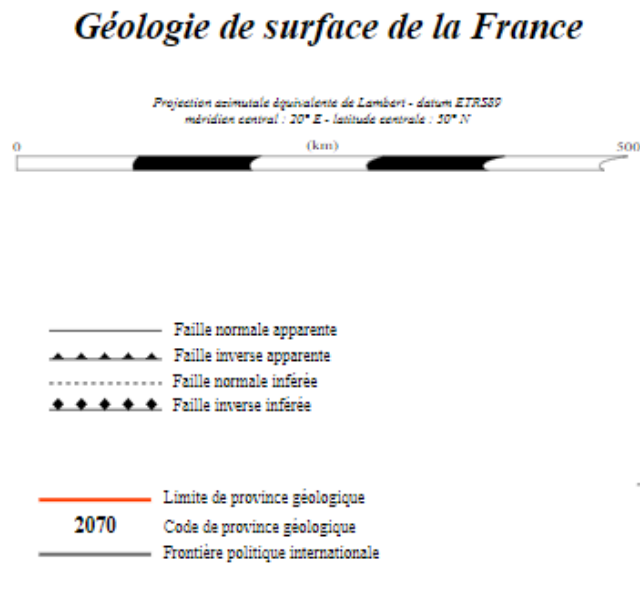 Géologie de surface de la France
Projection azimutale équivalente de Lambert - datum ETRS89
méridien central : 20° E - latitude centrale : 50° N
0 (km) 500
Faille normale apparente
Faille inverse apparente
Faille normale inférée
Faille inverse inférée
Limite de province géologique
2070 Code de province géologique
Frontière politique internationale